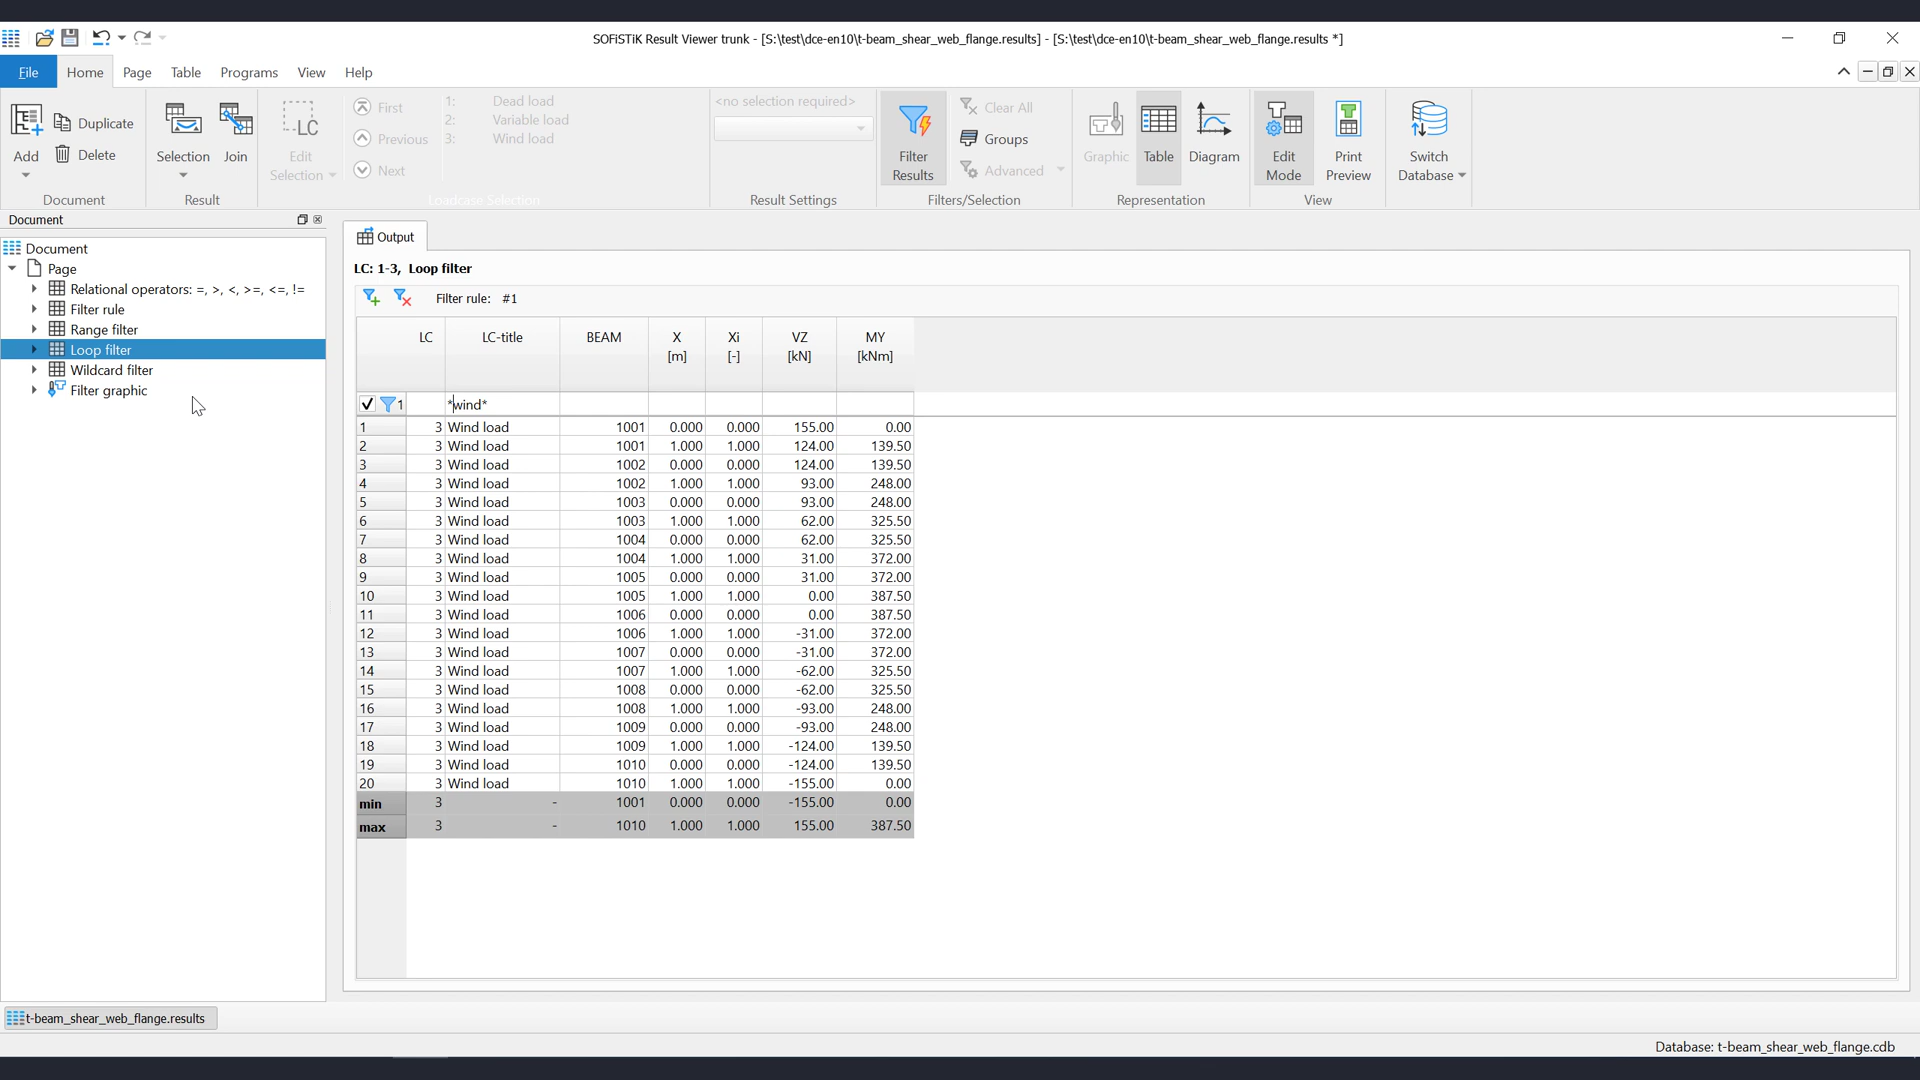 SOFiSTiK Result Viewer trunk - [S:\test\dce-en10\t-beam_shear_web_flange.results] - [S:\test\dce-en10\t-beam_shear_web_flange.results *]
File Home Page Table Programs View Help
Add
Duplicate
Delete
Document
Selection
Join
Result
Edit
Selection
LC
First
Previous
Next
1: Dead load
2: Variable load
3: Wind load
Loadcase Selection
<no selection required>
Result Settings
Filter
Results
Clear All
Groups
Advanced
Filters/Selection
Graphic
Table
Diagram
Representation
Edit
Mode
Print
Preview
View
Switch
Database
Document
Document
Page
Relational operators: =, >, <, >=, <=, !=
Filter rule
Range filter
Loop filter
Wildcard filter
Filter graphic
Output
LC: 1-3, Loop filter
Filter rule: #1
LC LC-title BEAM X Xi VZ MY
[m] [-] [kN] [kNm]
1 *wind*
1 3 Wind load 1001 0.000 0.000 155.00 0.00
2 3 Wind load 1001 1.000 1.000 124.00 139.50
3 3 Wind load 1002 0.000 0.000 124.00 139.50
4 3 Wind load 1002 1.000 1.000 93.00 248.00
5 3 Wind load 1003 0.000 0.000 93.00 248.00
6 3 Wind load 1003 1.000 1.000 62.00 325.50
7 3 Wind load 1004 0.000 0.000 62.00 325.50
8 3 Wind load 1004 1.000 1.000 31.00 372.00
9 3 Wind load 1005 0.000 0.000 31.00 372.00
10 3 Wind load 1005 1.000 1.000 0.00 387.50
11 3 Wind load 1006 0.000 0.000 0.00 387.50
12 3 Wind load 1006 1.000 1.000 -31.00 372.00
13 3 Wind load 1007 0.000 0.000 -31.00 372.00
14 3 Wind load 1007 1.000 1.000 -62.00 325.50
15 3 Wind load 1008 0.000 0.000 -62.00 325.50
16 3 Wind load 1008 1.000 1.000 -93.00 248.00
17 3 Wind load 1009 0.000 0.000 -93.00 248.00
18 3 Wind load 1009 1.000 1.000 -124.00 139.50
19 3 Wind load 1010 0.000 0.000 -124.00 139.50
20 3 Wind load 1010 1.000 1.000 -155.00 0.00
min 3 - 1001 0.000 0.000 -155.00 0.00
max 3 - 1010 1.000 1.000 155.00 387.50
t-beam_shear_web_flange.results
Database: t-beam_shear_web_flange.cdb